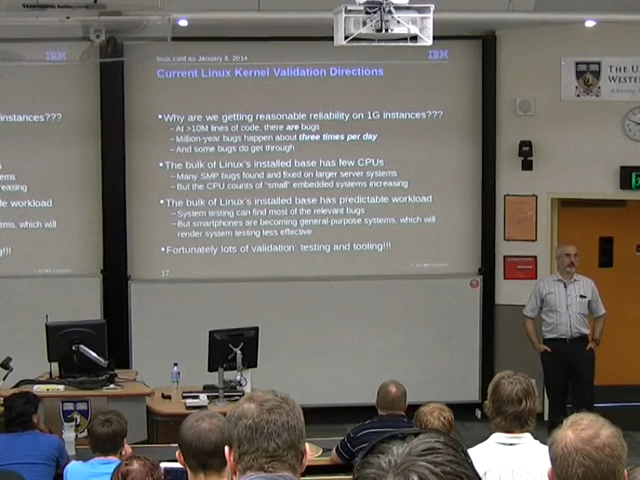 IBM
linux.conf.au January 8, 2014
IBM
Current Linux Kernel Validation Directions
instances???
Why are we getting reasonable reliability on 1G instances???
– At >10M lines of code, there are bugs
– Million-year bugs happen about three times per day
– And some bugs do get through
The bulk of Linux's installed base has few CPUs
– Many SMP bugs found and fixed on larger server systems
– But the CPU counts of "small" embedded systems increasing
The bulk of Linux's installed base has predictable workload
– System testing can find most of the relevant bugs
– But smartphones are becoming general-purpose systems, which will
render system testing less effective
Fortunately lots of validation: testing and tooling!!!
17
workload
which will
THE U
WESTE